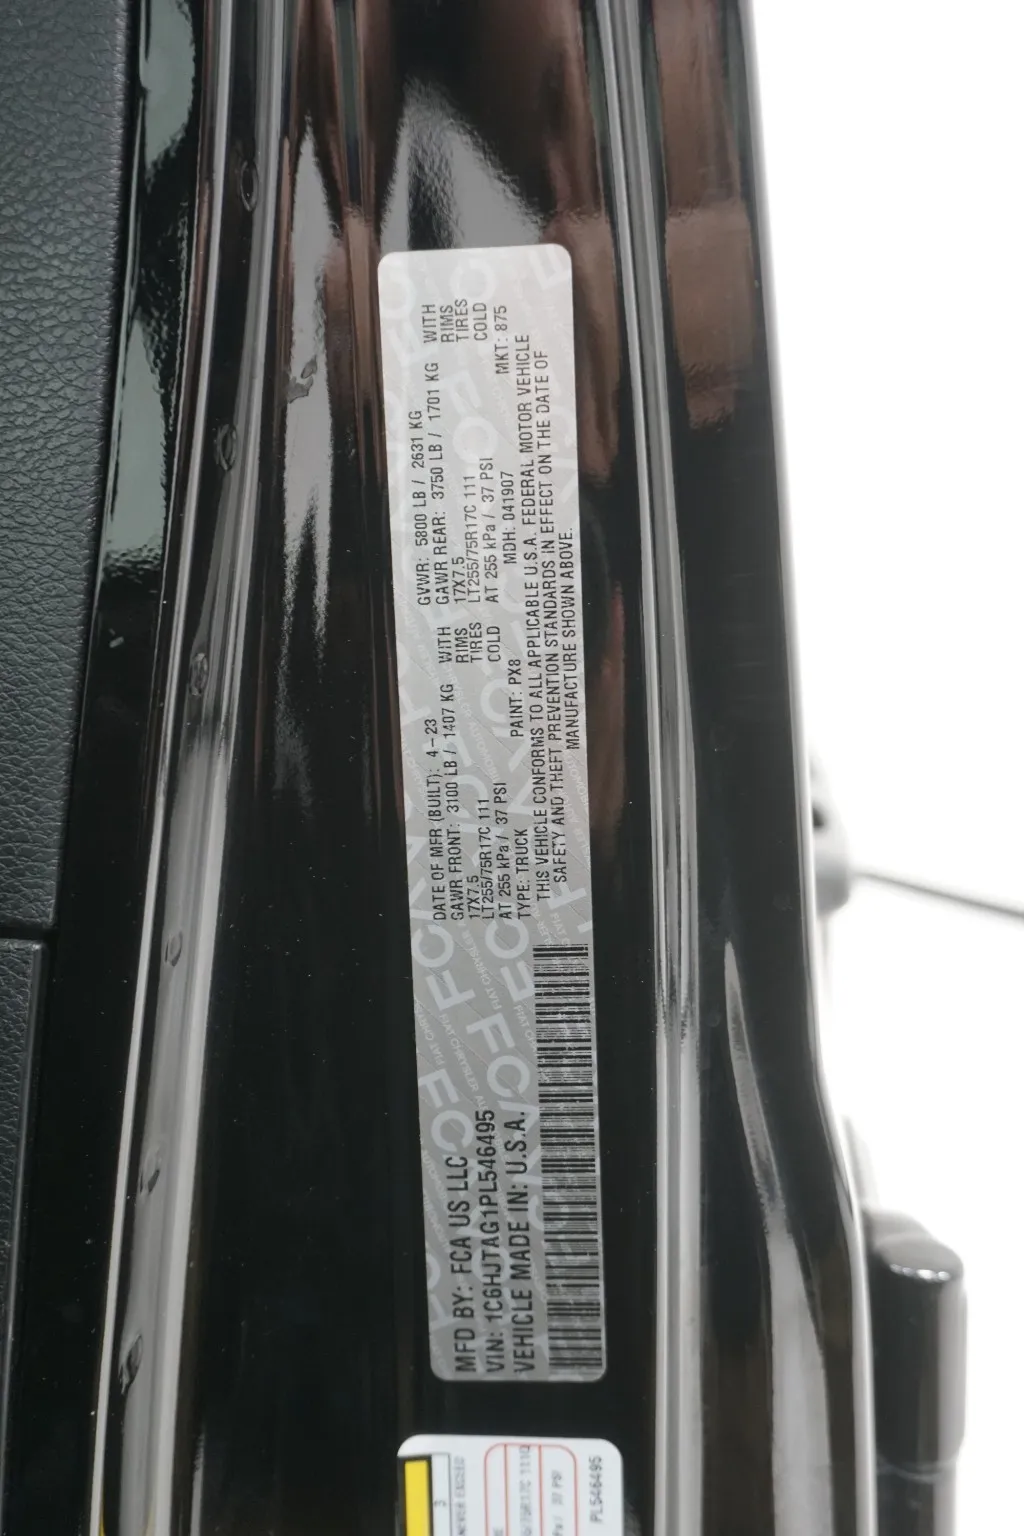 MFD BY: FCA US LLC
VIN: 1C6HJTAG1PL546495
VEHICLE MADE IN: U.S.A.
DATE OF MFR (BUILT): 4-23
GAWR FRONT: 3100 LB / 1407 KG WITH
17X7.5 RIMS
LT255/75R17C 111 TIRES
AT 255 kPa / 37 PSI COLD
TYPE: TRUCK PAINT: PX8
GVWR: 5800 LB / 2631 KG
GAWR REAR: 3750 LB / 1701 KG WITH
17X7.5 RIMS
LT255/75R17C 111 TIRES
AT 255 kPa / 37 PSI COLD
MDH: 041907 MKT: 875
THIS VEHICLE CONFORMS TO ALL APPLICABLE U.S.A. FEDERAL MOTOR VEHICLE
SAFETY AND THEFT PREVENTION STANDARDS IN EFFECT ON THE DATE OF
MANUFACTURE SHOWN ABOVE.
3
NEVER EXCEED
PL546495